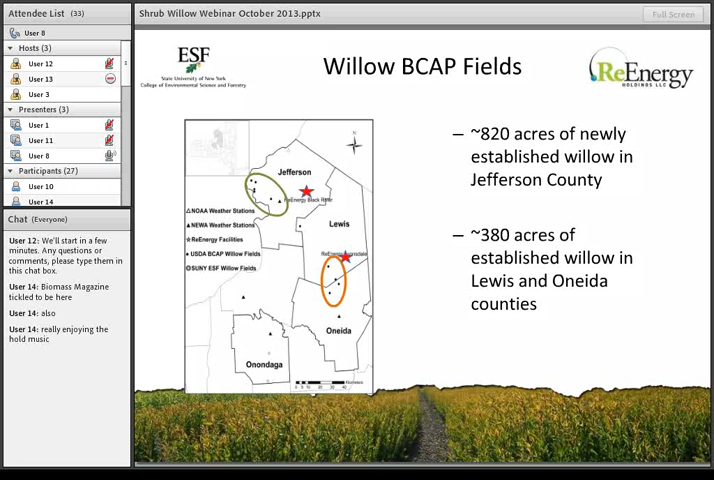 Attendee List (33)
User 8
Hosts (3)
User 12
User 13
User 3
Presenters (3)
User 1
User 11
User 8
Participants (27)
User 10
User 14
Chat (Everyone)
User 12: We'll start in a few
minutes. Any questions or
comments, please type them in
this chat box.
User 14: Biomass Magazine
tickled to be here
User 14: also
User 14: really enjoying the
hold music
Shrub Willow Webinar October 2013.pptx
Full Screen
ESF
State University of New York
College of Environmental Science and Forestry
Willow BCAP Fields
ReEnergy
HOLDINGS LLC
N
Jefferson
ReEnergy Black River
Lewis
NOAA Weather Stations
NEWA Weather Stations
ReEnergy Facilities
USDA BCAP Willow Fields
SUNY ESF Willow Fields
Oneida
Onondaga
– ~820 acres of newly
established willow in
Jefferson County
– ~380 acres of
established willow in
Lewis and Oneida
counties